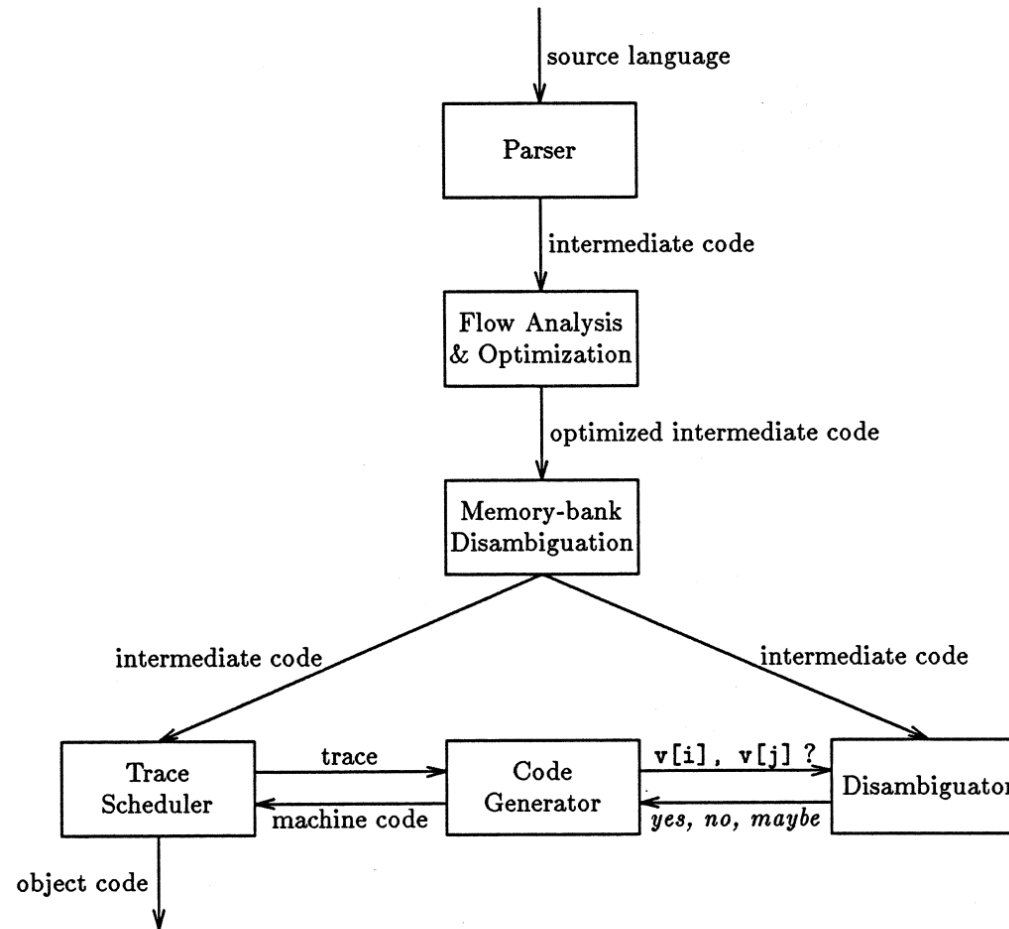 source language
Parser
intermediate code
Flow Analysis
& Optimization
optimized intermediate code
Memory-bank
Disambiguation
intermediate code
intermediate code
Trace
Scheduler
trace
machine code
Code
Generator
v[i], v[j] ?
yes, no, maybe
Disambiguator
object code